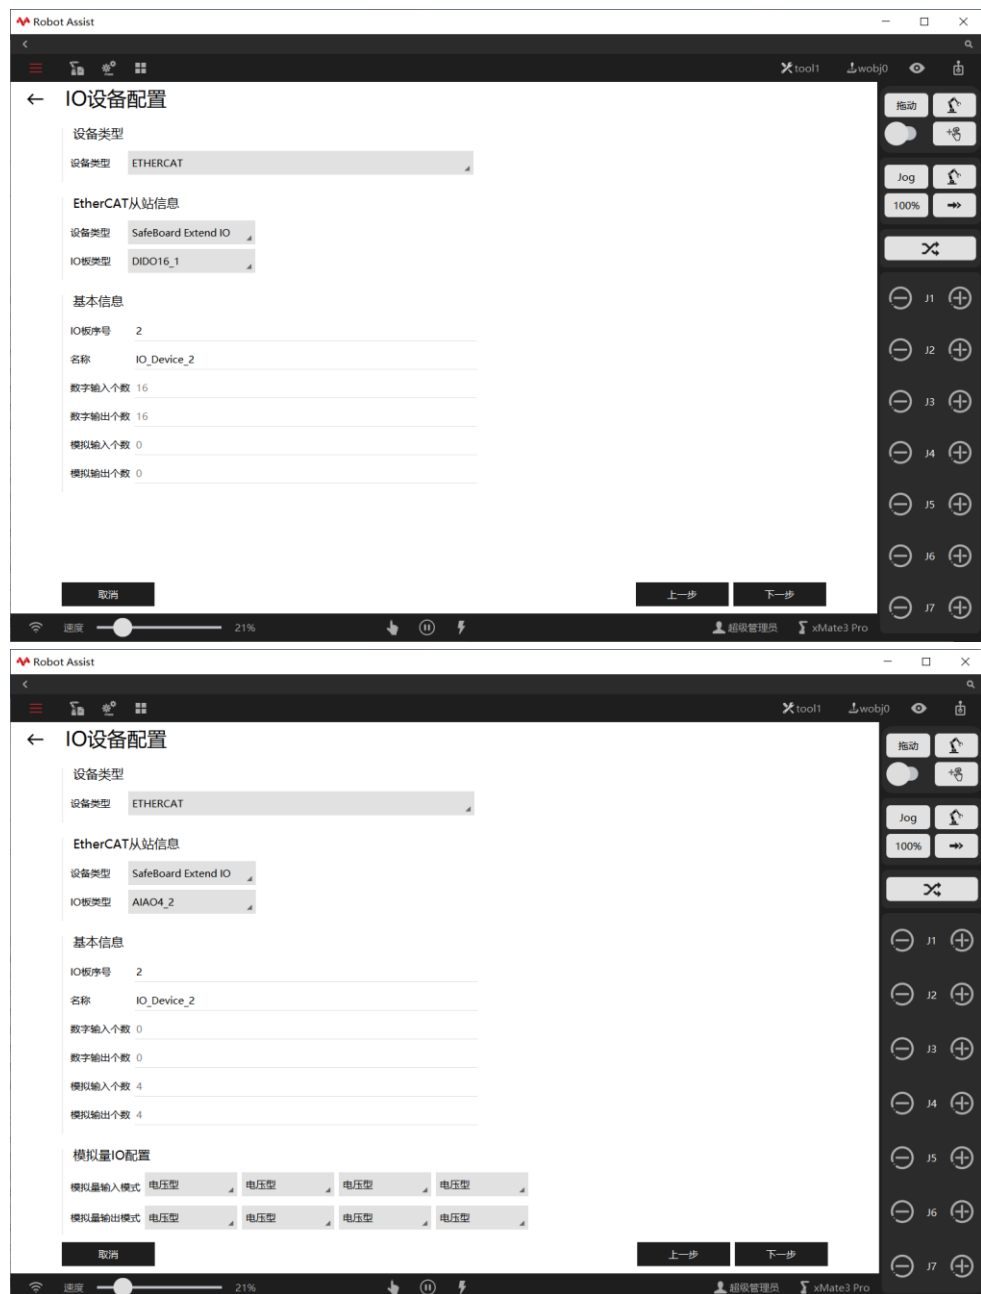 Robot Assist
tool1 wobj0
IO设备配置
设备类型
设备类型 ETHERCAT
EtherCAT从站信息
设备类型 SafeBoard Extend IO
IO板类型 DIDO16_1
基本信息
IO板序号 2
名称 IO_Device_2
数字输入个数 16
数字输出个数 16
模拟输入个数 0
模拟输出个数 0
取消 上一步 下一步
拖动
Jog
100%
J1
J2
J3
J4
J5
J6
J7
速度 21% 超级管理员 xMate3 Pro
Robot Assist
tool1 wobj0
IO设备配置
设备类型
设备类型 ETHERCAT
EtherCAT从站信息
设备类型 SafeBoard Extend IO
IO板类型 AIAO4_2
基本信息
IO板序号 2
名称 IO_Device_2
数字输入个数 0
数字输出个数 0
模拟输入个数 4
模拟输出个数 4
模拟量IO配置
模拟量输入模式 电压型 电压型 电压型 电压型
模拟量输出模式 电压型 电压型 电压型 电压型
取消 上一步 下一步
拖动
Jog
100%
J1
J2
J3
J4
J5
J6
J7
速度 21% 超级管理员 xMate3 Pro